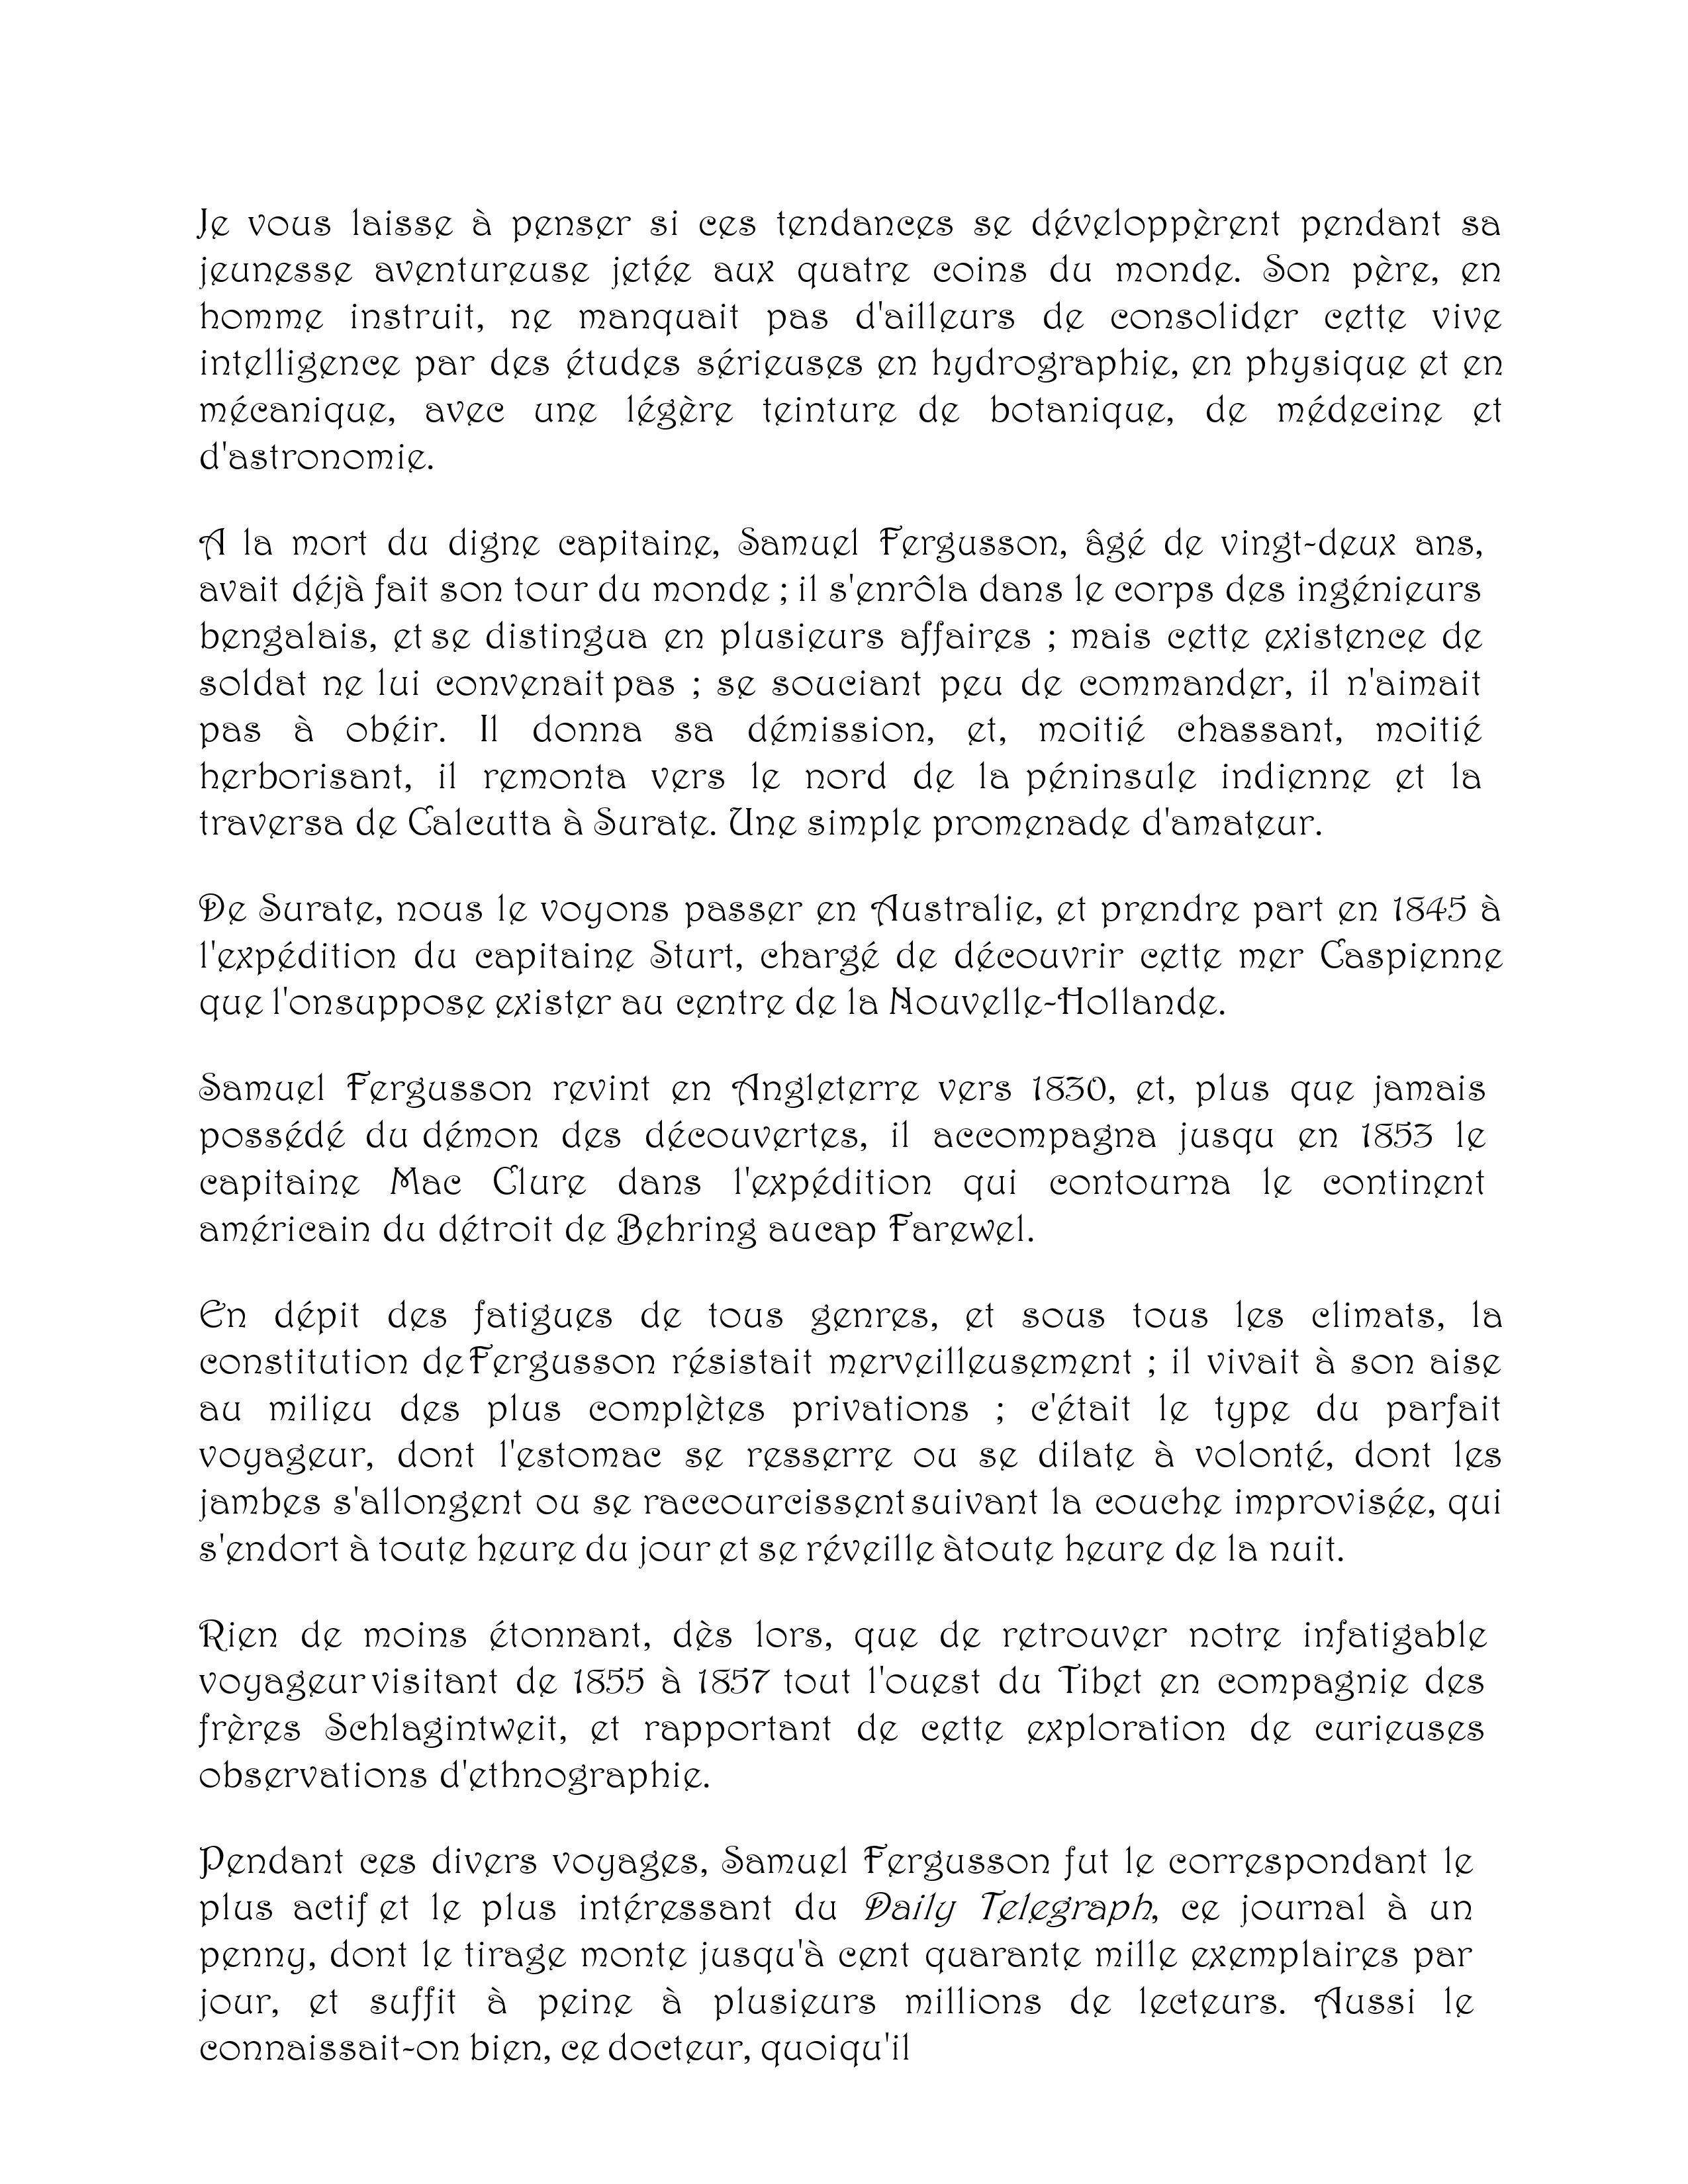 Je vous laisse à penser si ces tendances se développèrent pendant sa
jeunesse aventureuse jetée aux quatre coins du monde. Son père, en
homme instruit, ne manquait pas d'ailleurs de consolider cette vive
intelligence par des études sérieuses en hydrographie, en physique et en
mécanique, avec une légère teinture de botanique, de médecine et
d'astronomie.
A la mort du digne capitaine, Samuel Fergusson, âgé de vingt-deux ans,
avait déjà fait son tour du monde ; il s'enrôla dans le corps des ingénieurs
bengalais, et se distingua en plusieurs affaires ; mais cette existence de
soldat ne lui convenait pas ; se souciant peu de commander, il n'aimait
pas à obéir. Il donna sa démission, et, moitié chassant, moitié
herborisant, il remonta vers le nord de la péninsule indienne et la
traversa de Calcutta à Surate. Une simple promenade d'amateur.
De Surate, nous le voyons passer en Australie, et prendre part en 1845 à
l'expédition du capitaine Sturt, chargé de découvrir cette mer Caspienne
que l'onsuppose exister au centre de la Nouvelle-Hollande.
Samuel Fergusson revint en Angleterre vers 1830, et, plus que jamais
possédé du démon des découvertes, il accompagna jusqu en 1853 le
capitaine Mac Clure dans l'expédition qui contourna le continent
américain du détroit de Behring aucap Farewel.
En dépit des fatigues de tous genres, et sous tous les climats, la
constitution deFergusson résistait merveilleusement ; il vivait à son aise
au milieu des plus complètes privations ; c'était le type du parfait
voyageur, dont l'estomac se resserre ou se dilate à volonté, dont les
jambes s'allongent ou se raccourcissent suivant la couche improvisée, qui
s'endort à toute heure du jour et se réveille àtoute heure de la nuit.
Rien de moins étonnant, dès lors, que de retrouver notre infatigable
voyageur visitant de 1855 à 1857 tout l'ouest du Tibet en compagnie des
frères Schlagintweit, et rapportant de cette exploration de curieuses
observations d'ethnographie.
Pendant ces divers voyages, Samuel Fergusson fut le correspondant le
plus actif et le plus intéressant du Daily Telegraph, ce journal à un
penny, dont le tirage monte jusqu'à cent quarante mille exemplaires par
jour, et suffit à peine à plusieurs millions de lecteurs. Aussi le
connaissait-on bien, ce docteur, quoiqu'il